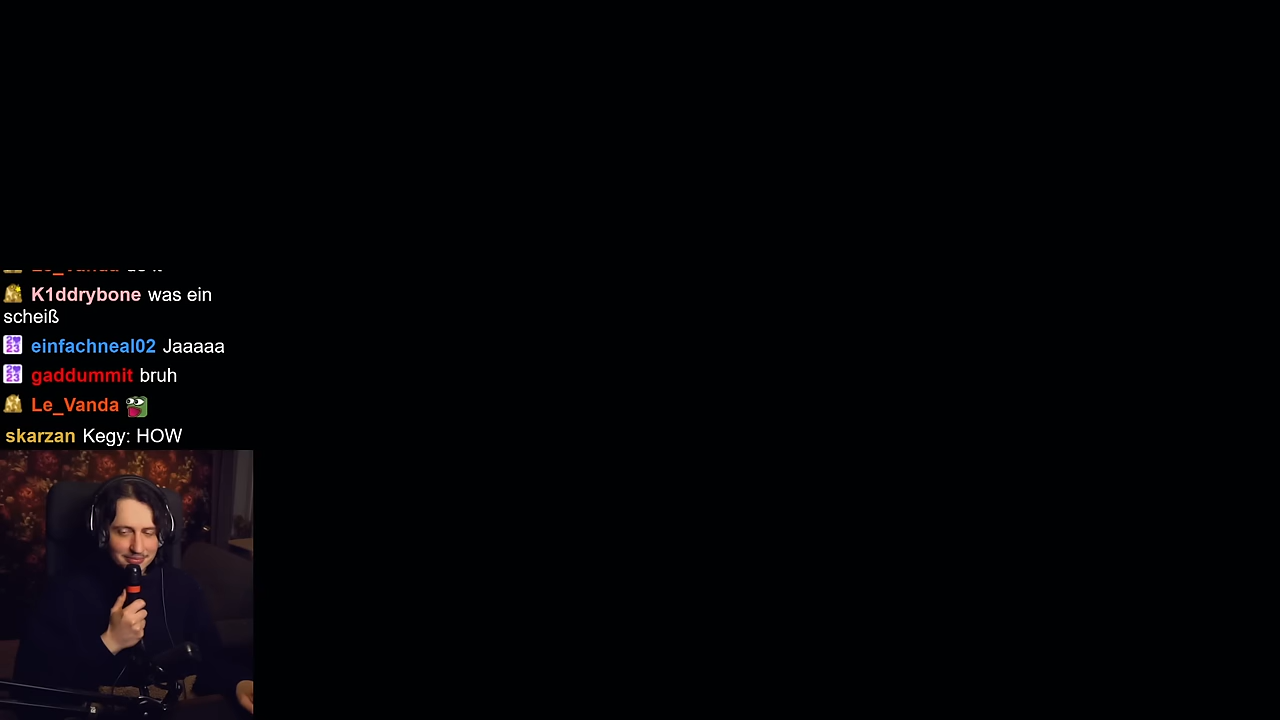 K1ddrybone was ein
scheiß
einfachneal02 Jaaaaa
gaddummit bruh
Le_Vanda
skarzan Kegy: HOW